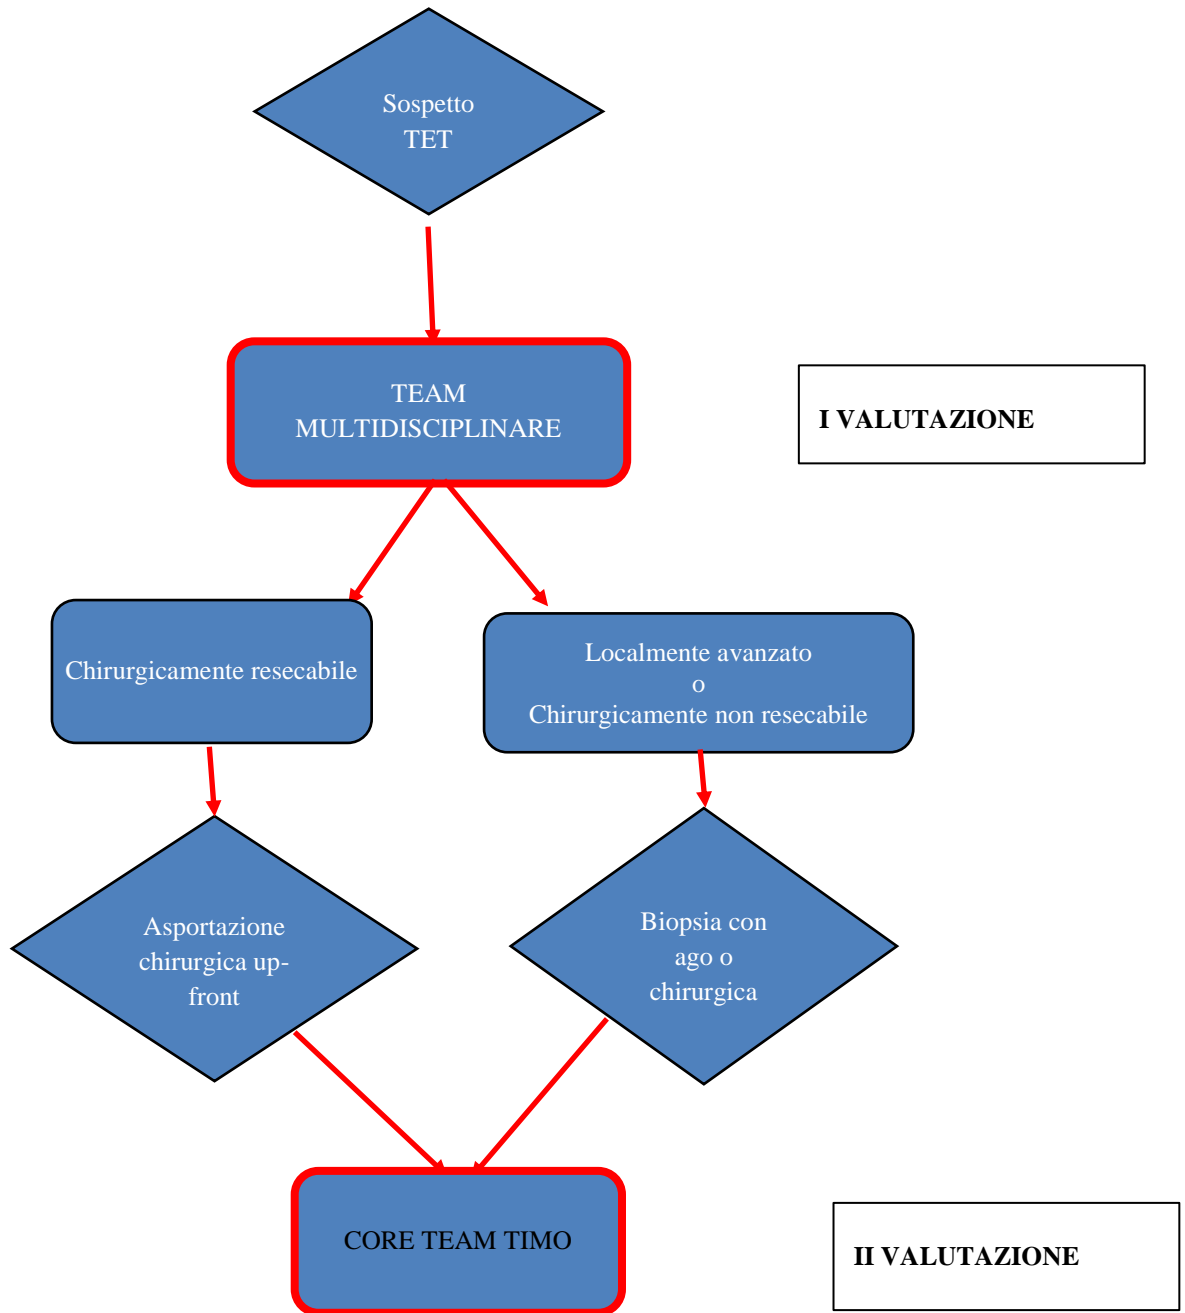 Sospetto
TET
TEAM
MULTIDISCIPLINARE
I VALUTAZIONE
Chirurgicamente resecabile
Localmente avanzato
o
Chirurgicamente non resecabile
Asportazione
chirurgica up-
front
Biopsia con
ago o
chirurgica
CORE TEAM TIMO
II VALUTAZIONE